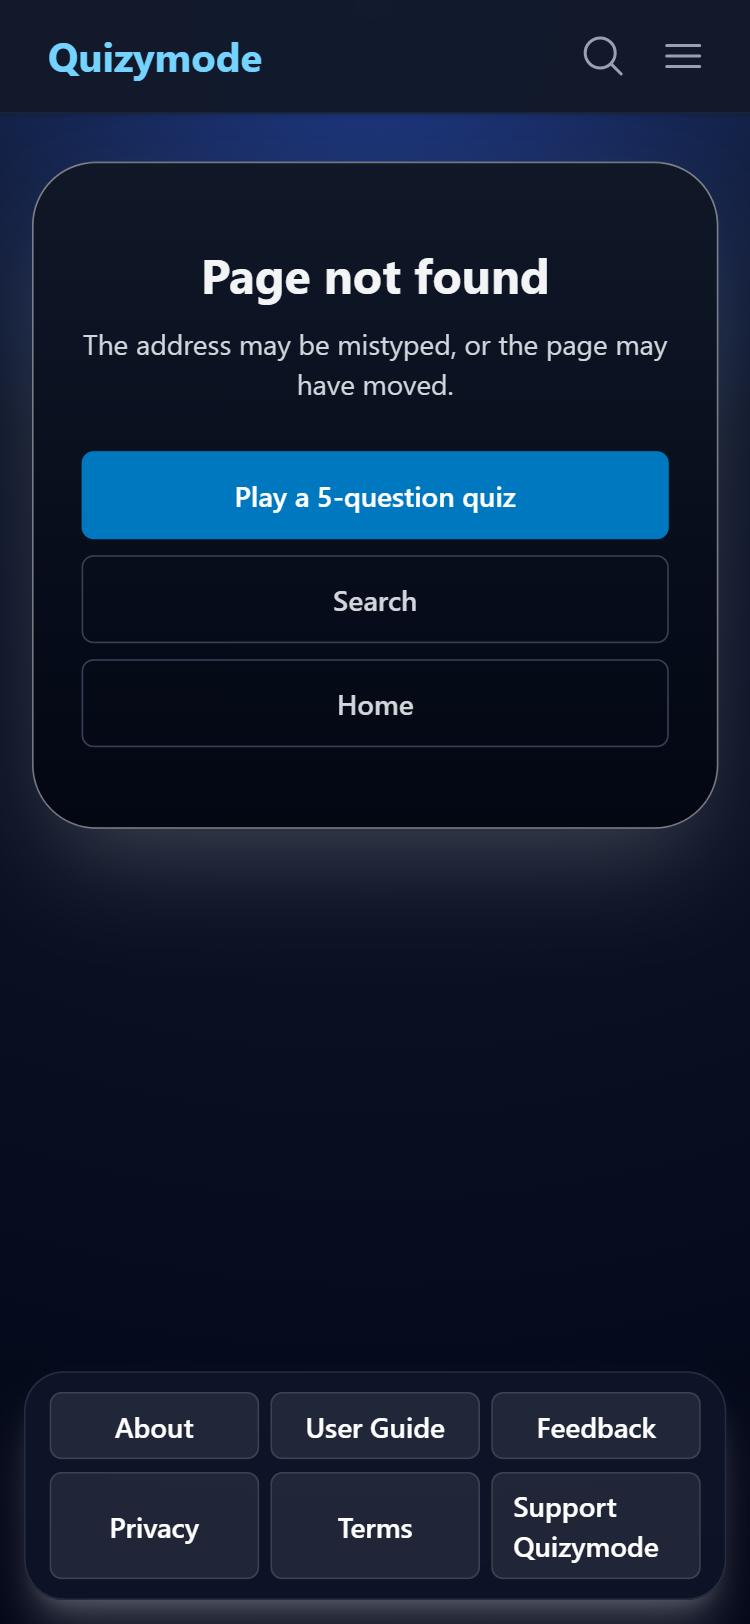 Quizymode
Page not found
The address may be mistyped, or the page may
have moved.
Play a 5-question quiz
Search
Home
About
User Guide
Feedback
Privacy
Terms
Support
Quizymode